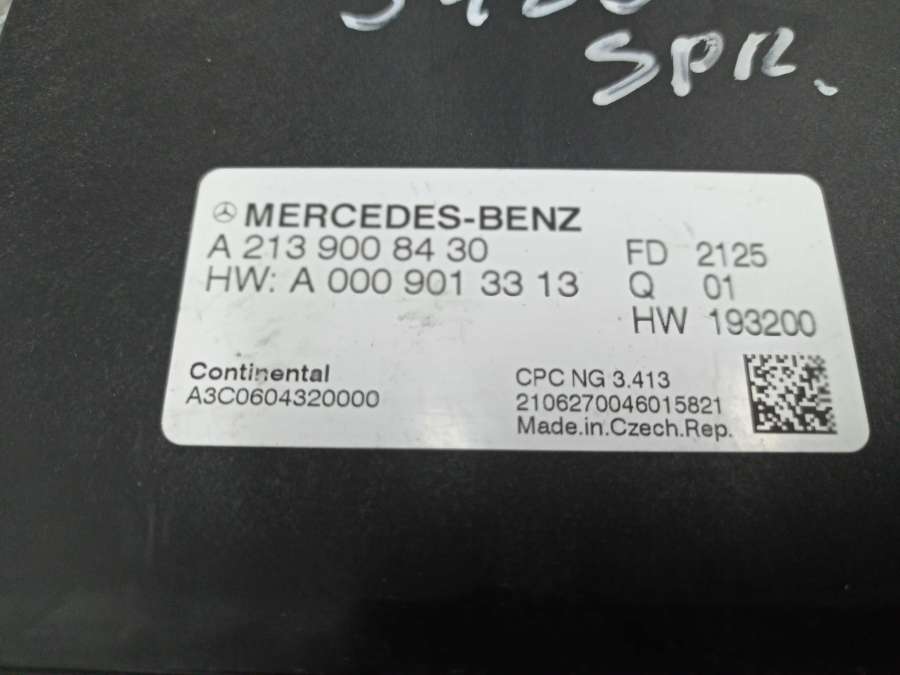 SPR.
MERCEDES-BENZ
A 213 900 84 30
HW: A 000 901 33 13
FD 2125
Q 01
HW 193200
Continental
A3C0604320000
CPC NG 3.413
2106270046015821
Made.in.Czech.Rep.